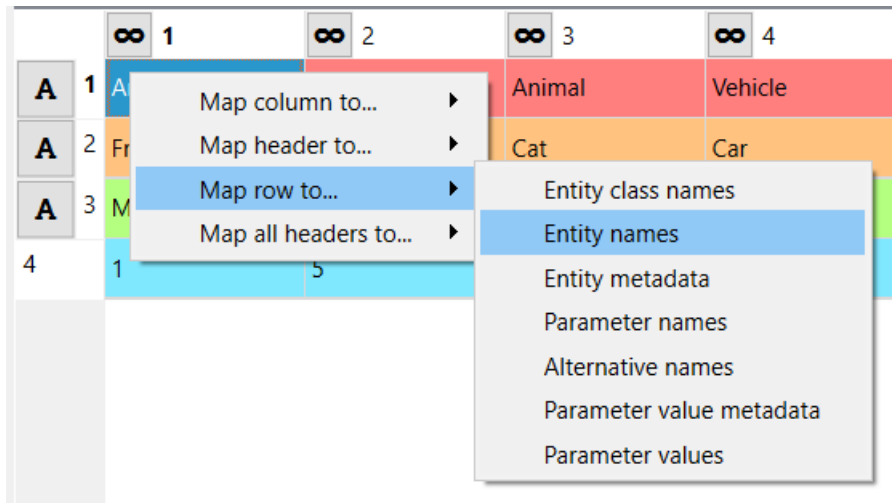 ∞ 1 ∞ 2 ∞ 3 ∞ 4
A 1 Animal Vehicle
Map column to...
A 2 Cat Car
Map header to...
Map row to...
Entity class names
A 3
Map all headers to...
Entity names
4 1 5
Entity metadata
Parameter names
Alternative names
Parameter value metadata
Parameter values